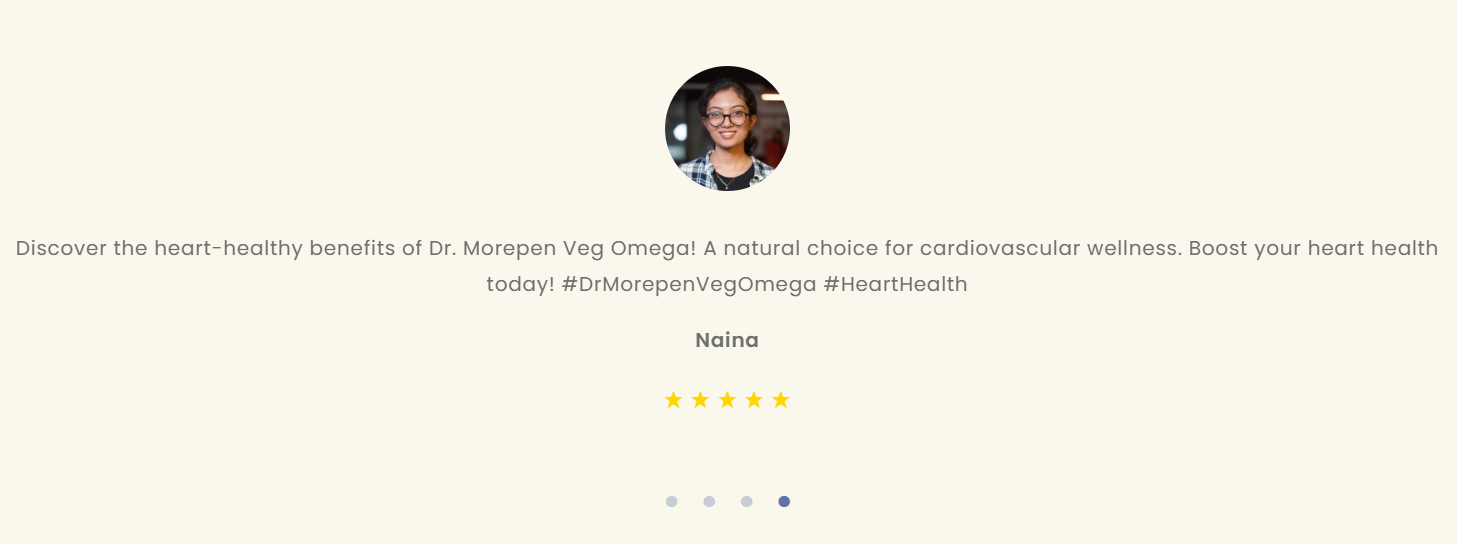 Discover the heart-healthy benefits of Dr. Morepen Veg Omega! A natural choice for cardiovascular wellness. Boost your heart health
today! #DrMorepenVegOmega #HeartHealth
Naina